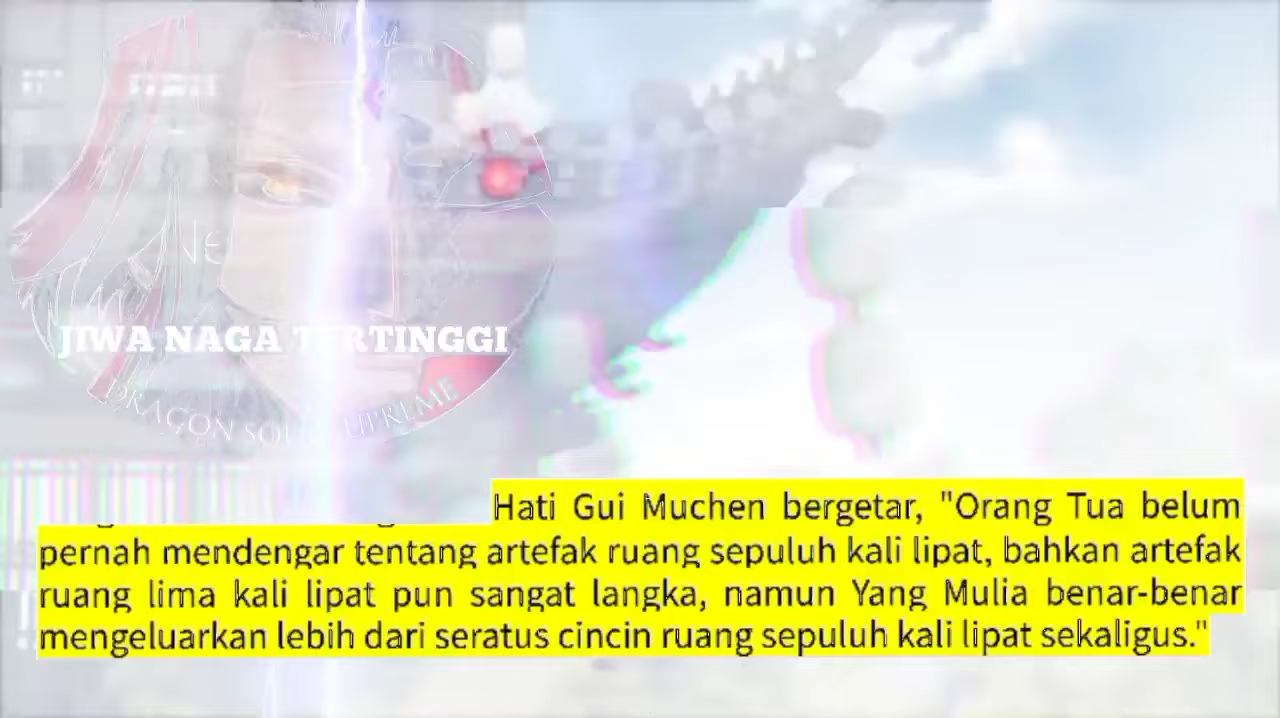 JIWA NAGA TERTINGGI
DRAGON SOUL SUPREME
Hati Gui Muchen bergetar, "Orang Tua belum
pernah mendengar tentang artefak ruang sepuluh kali lipat, bahkan artefak
ruang lima kali lipat pun sangat langka, namun Yang Mulia benar-benar
mengeluarkan lebih dari seratus cincin ruang sepuluh kali lipat sekaligus."